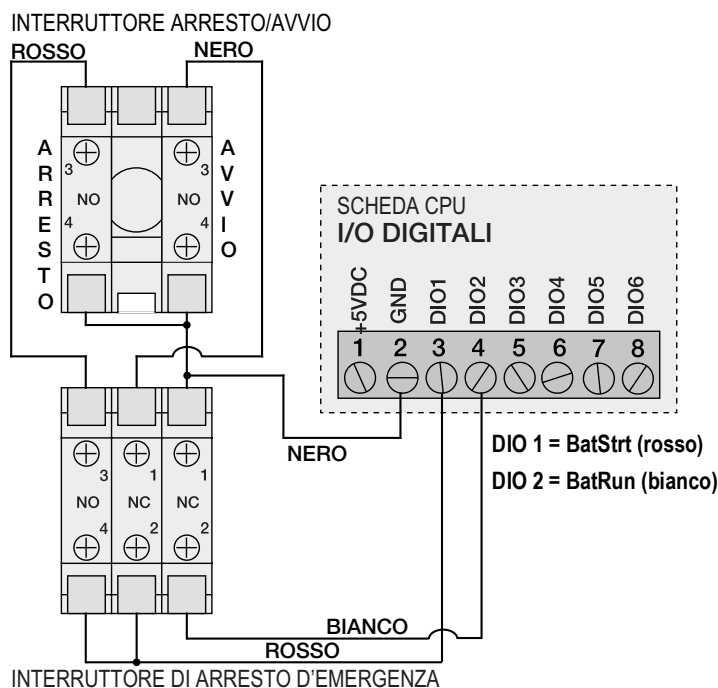 INTERRUTTORE ARRESTO/AVVIO
ROSSO NERO
ARRESTO
AVVIO
3 3
NO NO
4 4
SCHEDA CPU
I/O DIGITALI
+5VDC GND DIO1 DIO2 DIO3 DIO4 DIO5 DIO6
1 2 3 4 5 6 7 8
NERO
DIO 1 = BatStrt (rosso)
DIO 2 = BatRun (bianco)
3 1 1
NO NC NC
4 2 2
BIANCO
ROSSO
INTERRUTTORE DI ARRESTO D'EMERGENZA